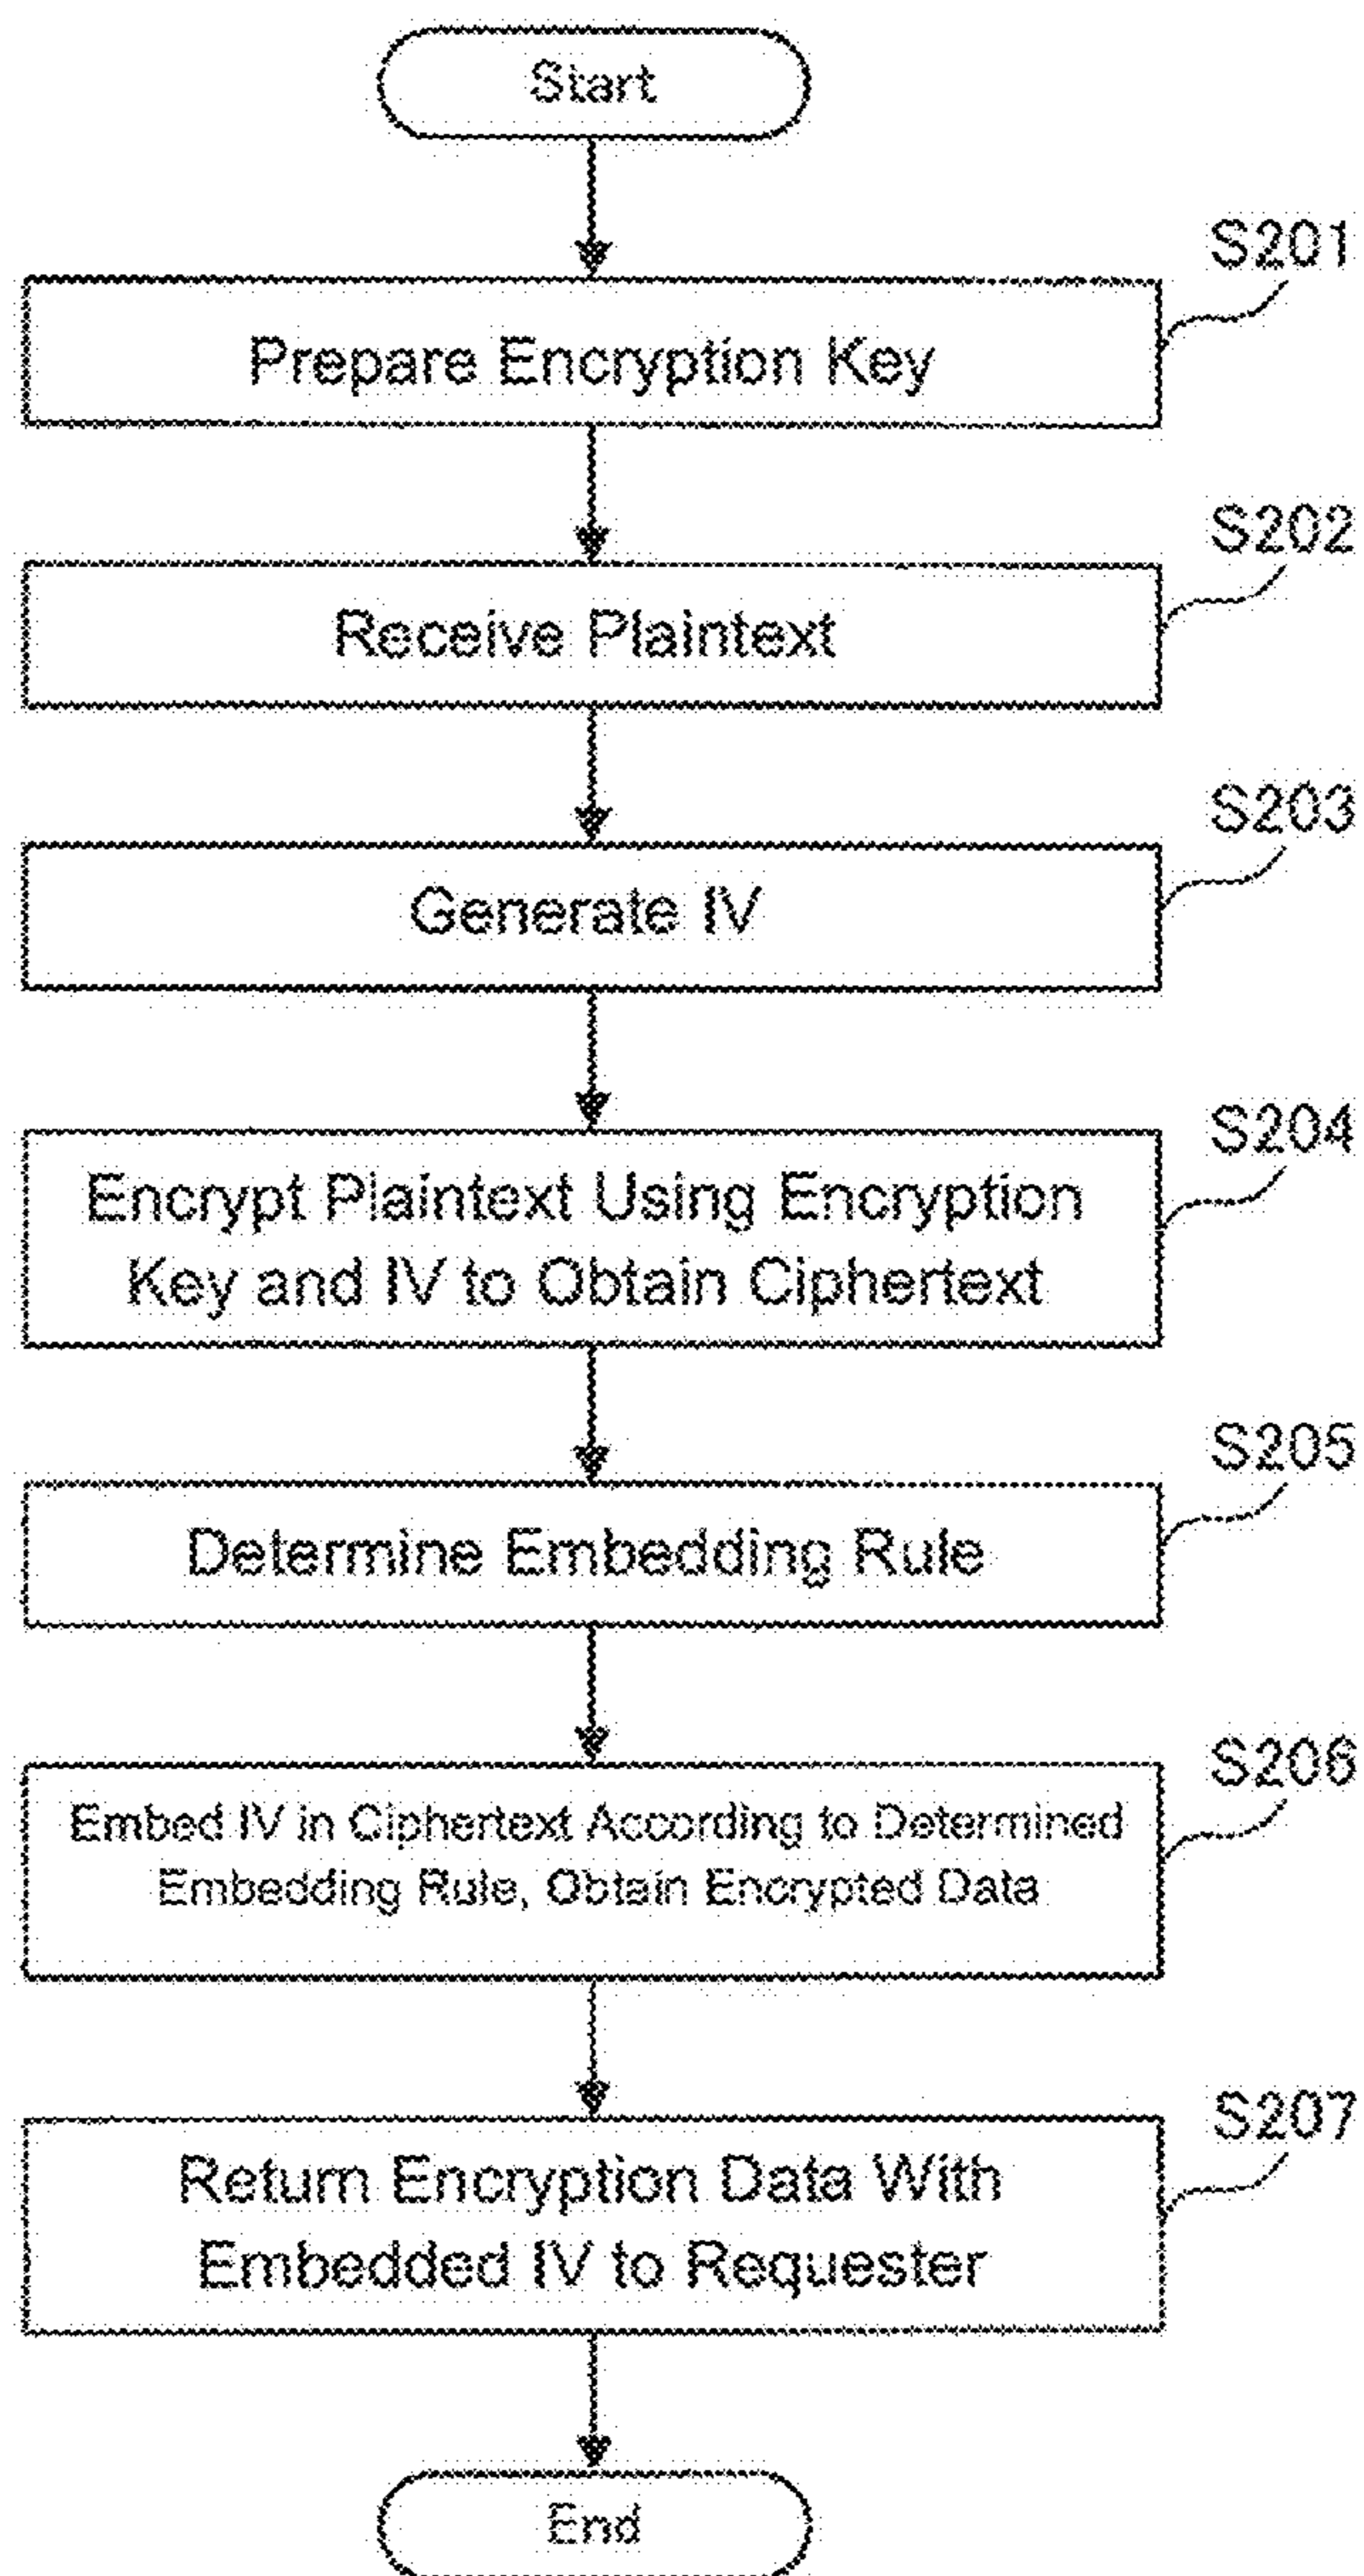 Start
S201
Prepare Encryption Key
S202
Receive Plaintext
S203
Generate IV
S204
Encrypt Plaintext Using Encryption
Key and IV to Obtain Ciphertext
S205
Determine Embedding Rule
S206
Embed IV in Ciphertext According to Determined
Embedding Rule, Obtain Encrypted Data
S207
Return Encryption Data With
Embedded IV to Requester
End